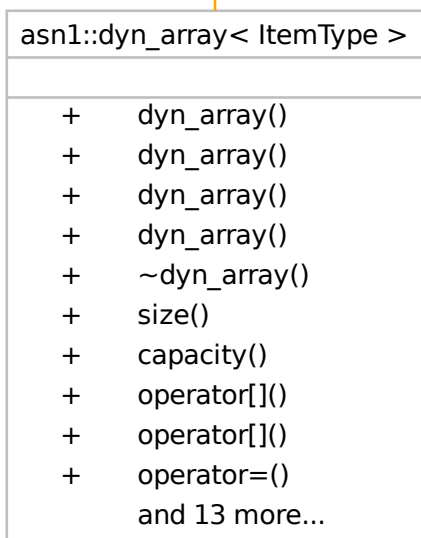 asn1::dyn_array< ItemType >
+ dyn_array()
+ dyn_array()
+ dyn_array()
+ dyn_array()
+ ~dyn_array()
+ size()
+ capacity()
+ operator[]()
+ operator[]()
+ operator=()
and 13 more...